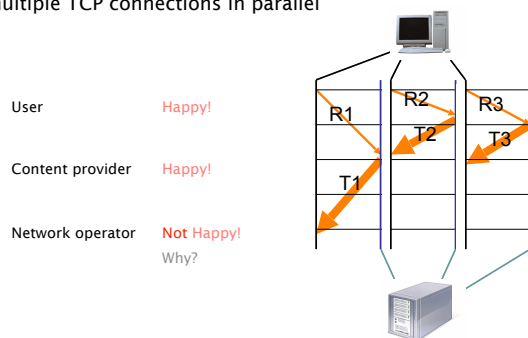 multiple TCP connections in parallel
User Happy!
Content provider Happy!
Network operator Not Happy!
Why?
R1
R2
R3
T1
T2
T3